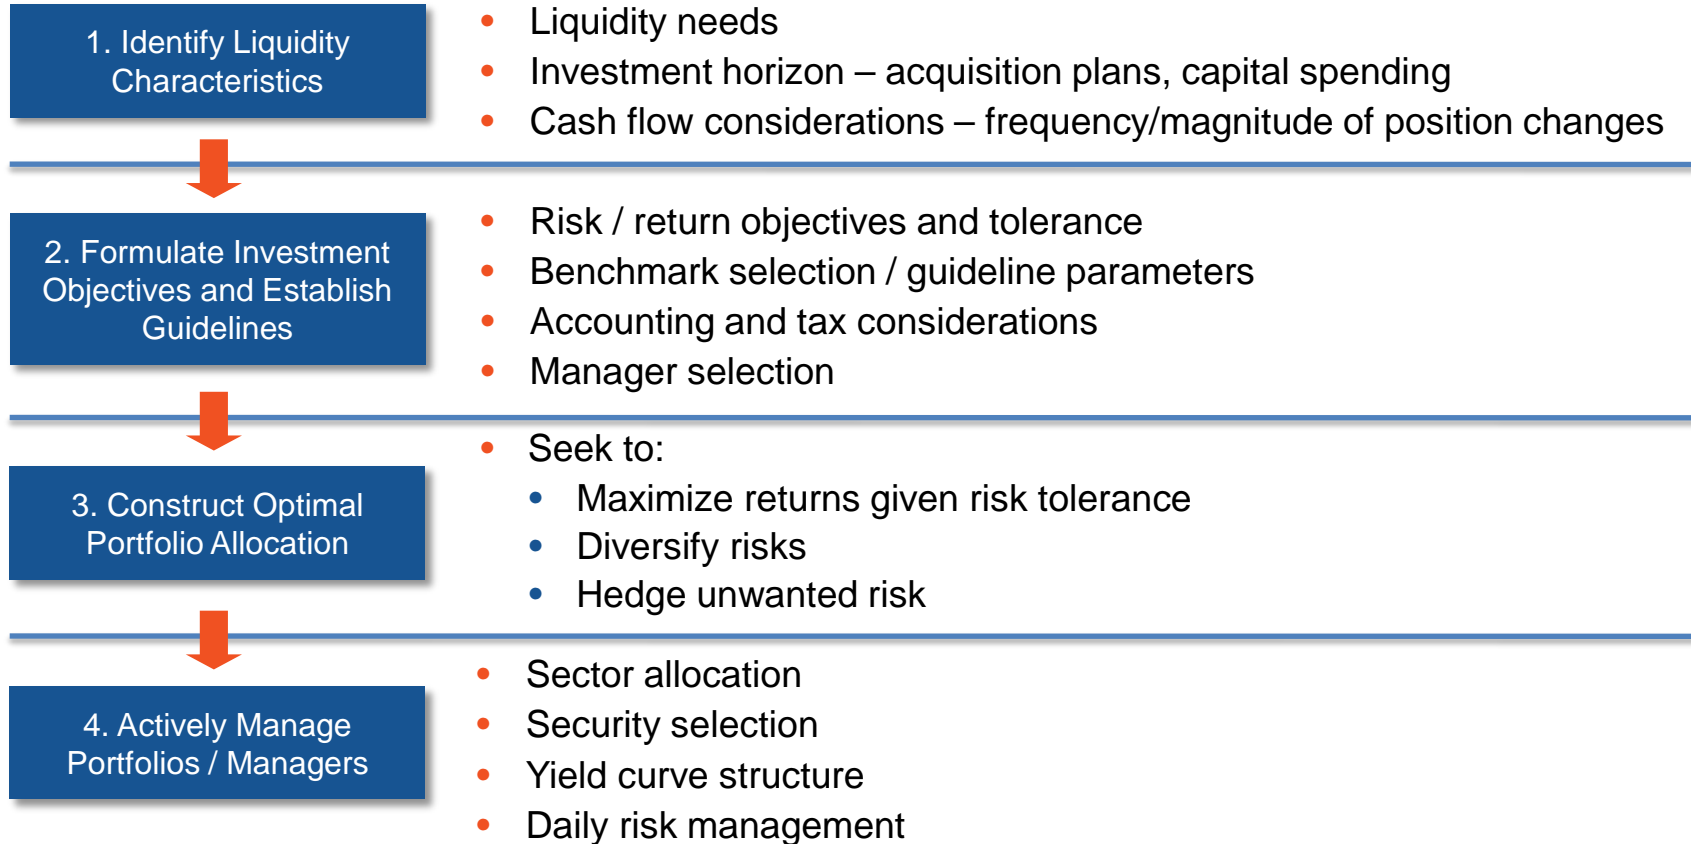 1. Identify Liquidity
Characteristics
• Liquidity needs
• Investment horizon – acquisition plans, capital spending
• Cash flow considerations – frequency/magnitude of position changes
2. Formulate Investment
Objectives and Establish
Guidelines
• Risk / return objectives and tolerance
• Benchmark selection / guideline parameters
• Accounting and tax considerations
• Manager selection
3. Construct Optimal
Portfolio Allocation
• Seek to:
• Maximize returns given risk tolerance
• Diversify risks
• Hedge unwanted risk
4. Actively Manage
Portfolios / Managers
• Sector allocation
• Security selection
• Yield curve structure
• Daily risk management